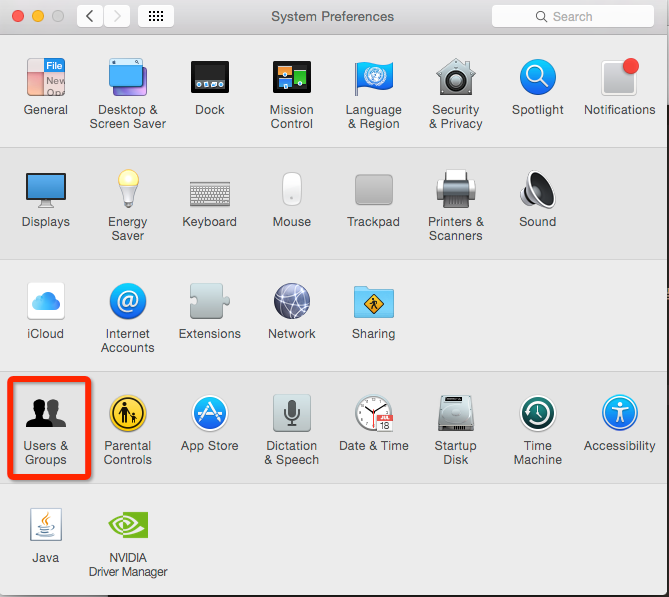 System Preferences
Search
File
New
Ope
General
Desktop &
Screen Saver
Dock
Mission
Control
Language
& Region
Security
& Privacy
Spotlight
Notifications
Displays
Energy
Saver
Keyboard
Mouse
Trackpad
Printers &
Scanners
Sound
iCloud
@
Internet
Accounts
Extensions
Network
Sharing
Users &
Groups
Parental
Controls
App Store
Dictation
& Speech
JUL
18
Date & Time
Startup
Disk
Time
Machine
Accessibility
Java
Java
NVIDIA
Driver Manager